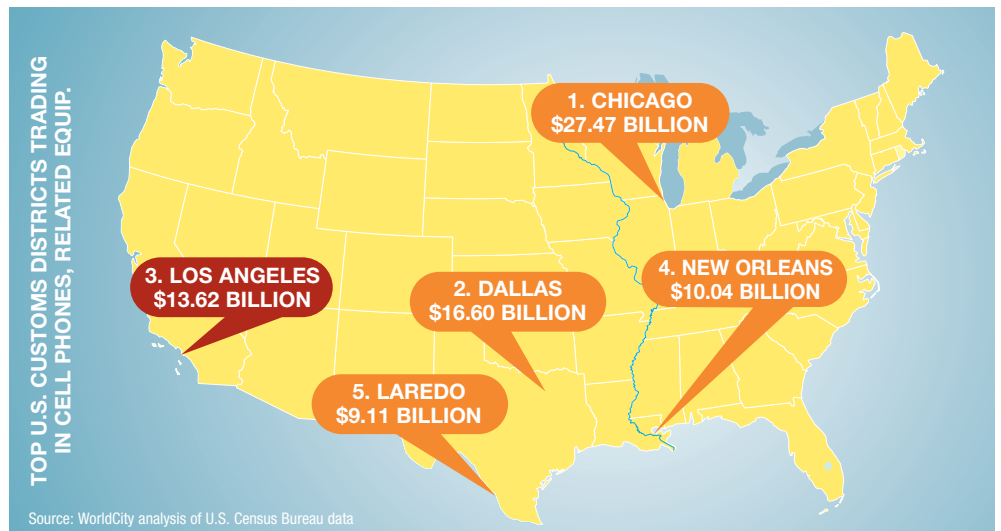 TOP U.S. CUSTOMS DISTRICTS TRADING
IN CELL PHONES, RELATED EQUIP.
1. CHICAGO
$27.47 BILLION
3. LOS ANGELES
$13.62 BILLION
2. DALLAS
$16.60 BILLION
4. NEW ORLEANS
$10.04 BILLION
5. LAREDO
$9.11 BILLION
Source: WorldCity analysis of U.S. Census Bureau data